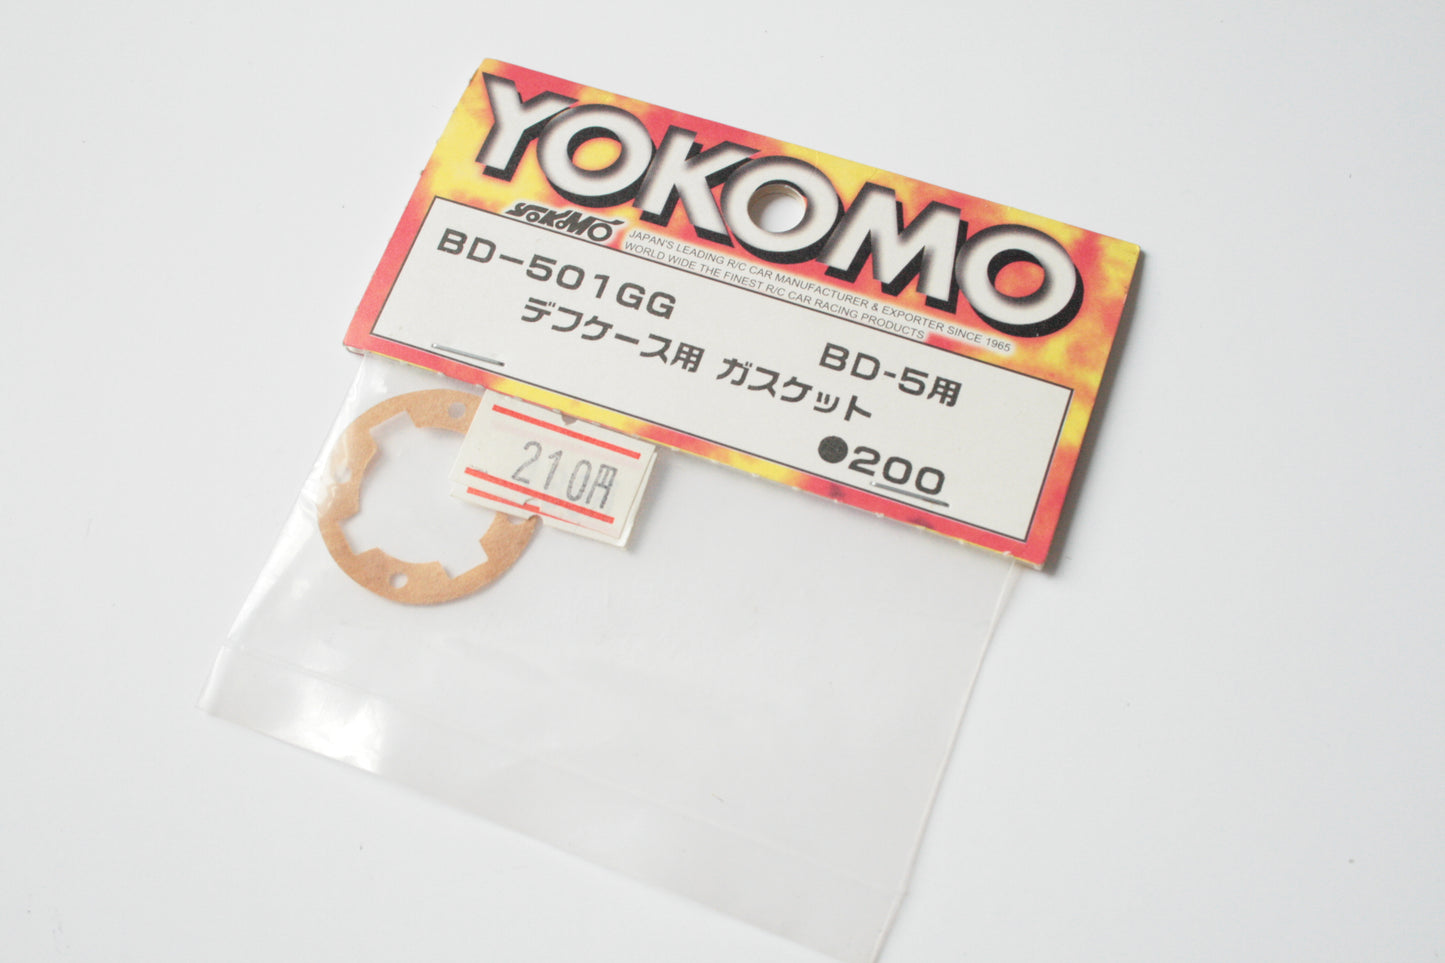 YOKOMO
YOKOMO
JAPAN'S LEADING R/C CAR MANUFACTURER & EXPORTER SINCE 1965
WORLD WIDE THE FINEST R/C CAR RACING PRODUCTS
BD-501GG
BD-5用
デフケース用 ガスケット
●200
210円